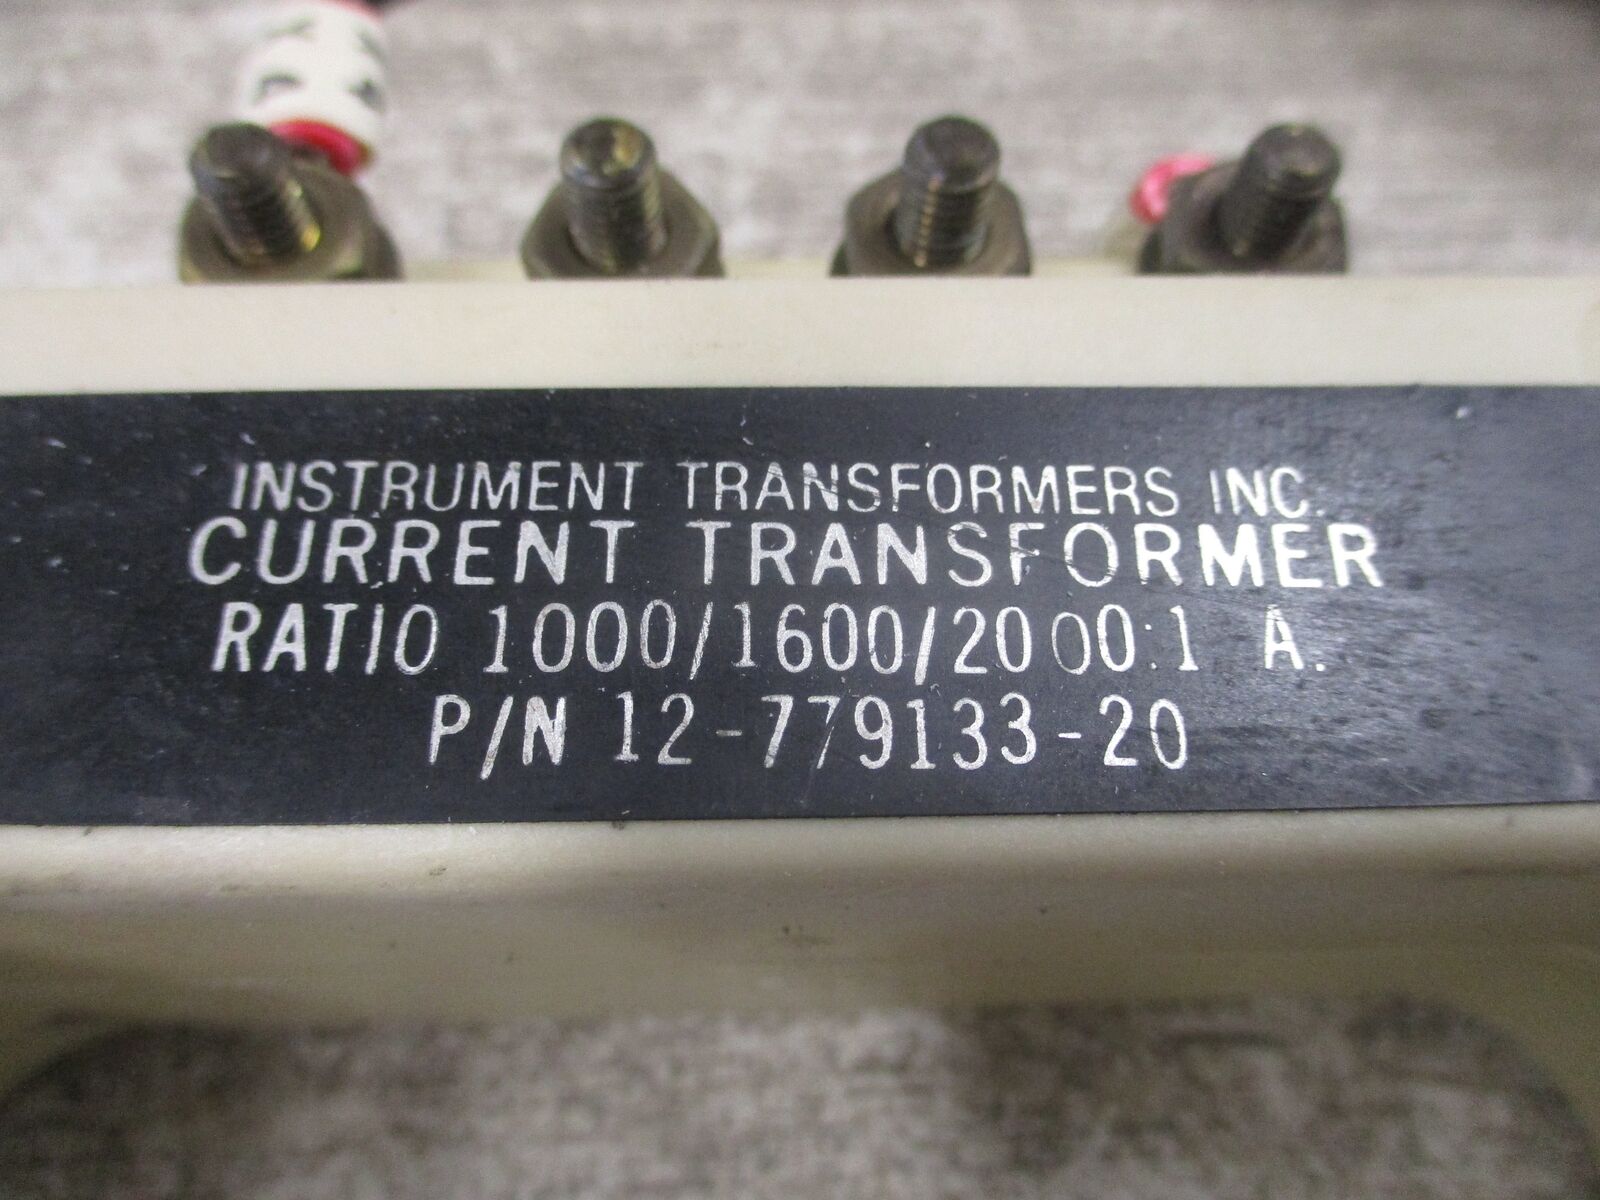 INSTRUMENT TRANSFORMERS INC.
CURRENT TRANSFORMER
RATIO 1000/1600/2000:1 A.
P/N 12-779133-20